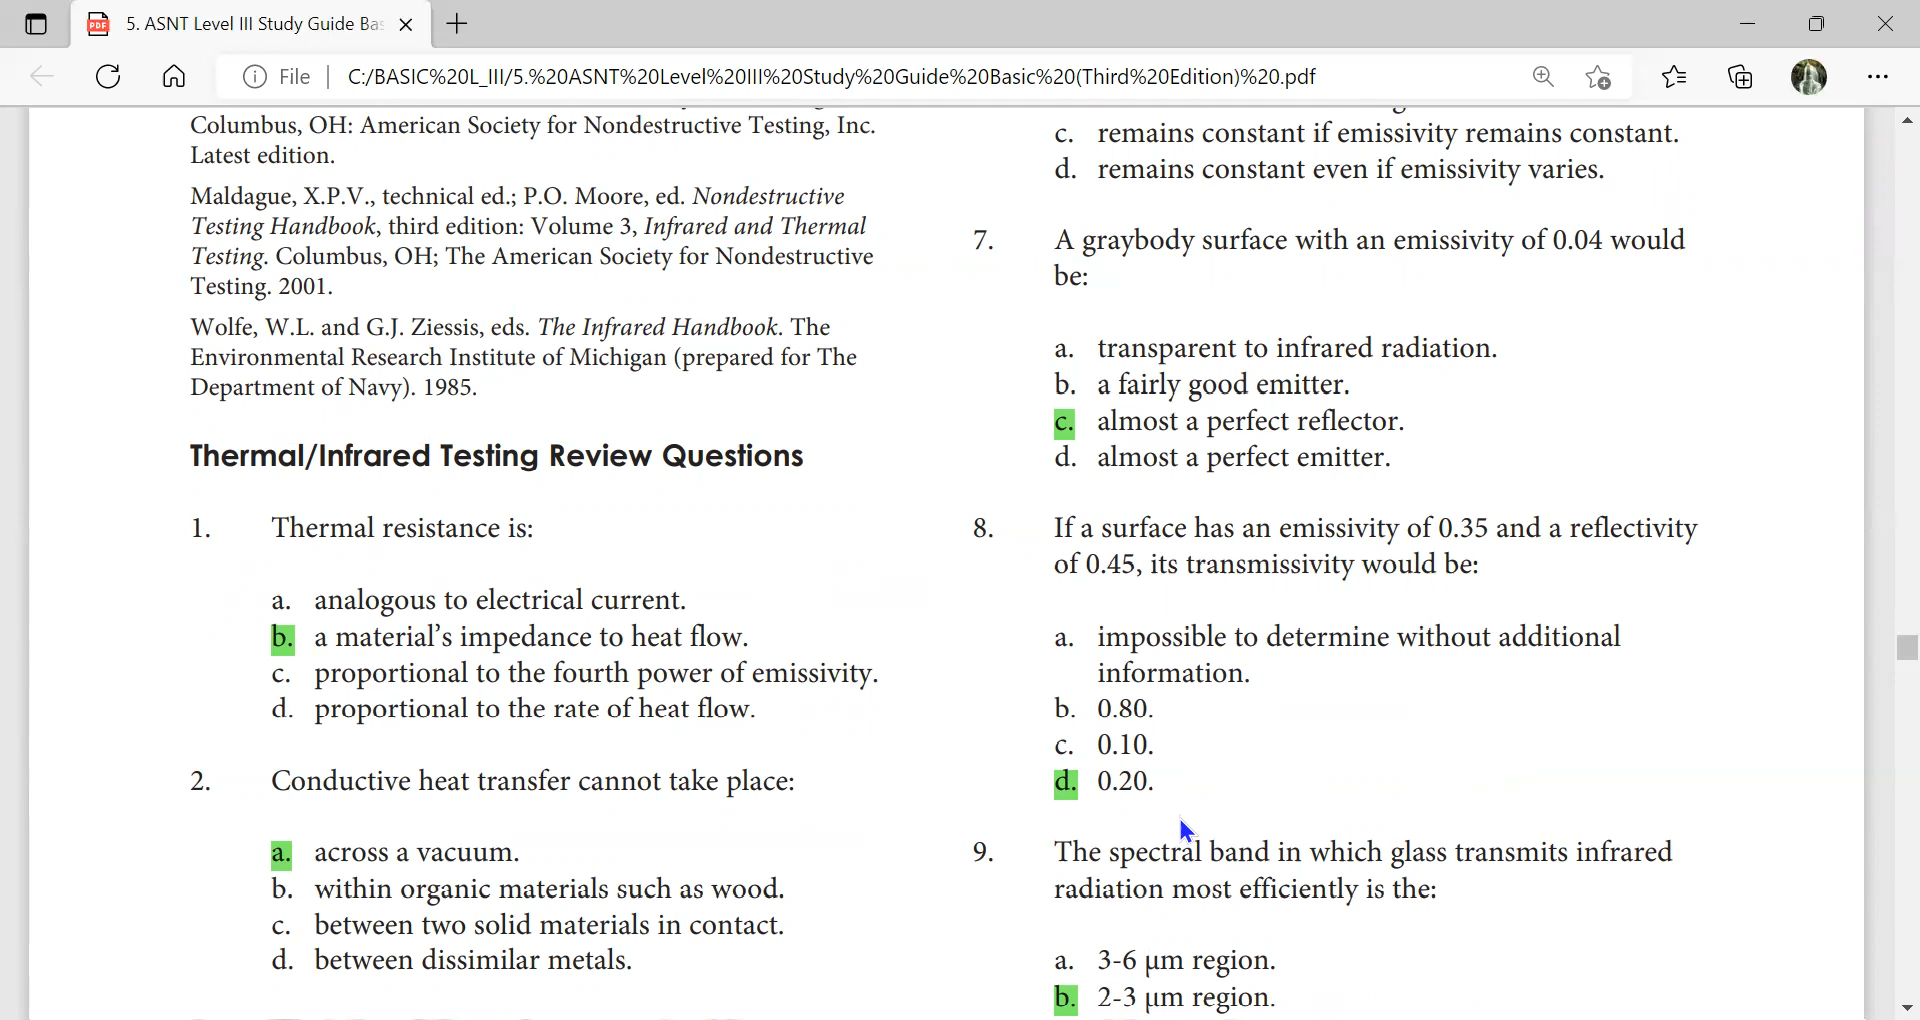 5. ASNT Level III Study Guide Bas
File
C:/BASIC%20L_III/5.%20ASNT%20Level%20III%20Study%20Guide%20Basic%20(Third%20Edition)%20.pdf
Columbus, OH: American Society for Nondestructive Testing, Inc.
Latest edition.
Maldague, X.P.V., technical ed.; P.O. Moore, ed. Nondestructive
Testing Handbook, third edition: Volume 3, Infrared and Thermal
Testing. Columbus, OH; The American Society for Nondestructive
Testing. 2001.
Wolfe, W.L. and G.J. Ziessis, eds. The Infrared Handbook. The
Environmental Research Institute of Michigan (prepared for The
Department of Navy). 1985.
Thermal/Infrared Testing Review Questions
1. Thermal resistance is:
a. analogous to electrical current.
b. a material’s impedance to heat flow.
c. proportional to the fourth power of emissivity.
d. proportional to the rate of heat flow.
2. Conductive heat transfer cannot take place:
a. across a vacuum.
b. within organic materials such as wood.
c. between two solid materials in contact.
d. between dissimilar metals.
c. remains constant if emissivity remains constant.
d. remains constant even if emissivity varies.
7. A graybody surface with an emissivity of 0.04 would
be:
a. transparent to infrared radiation.
b. a fairly good emitter.
c. almost a perfect reflector.
d. almost a perfect emitter.
8. If a surface has an emissivity of 0.35 and a reflectivity
of 0.45, its transmissivity would be:
a. impossible to determine without additional
information.
b. 0.80.
c. 0.10.
d. 0.20.
9. The spectral band in which glass transmits infrared
radiation most efficiently is the:
a. 3-6 µm region.
b. 2-3 µm region.